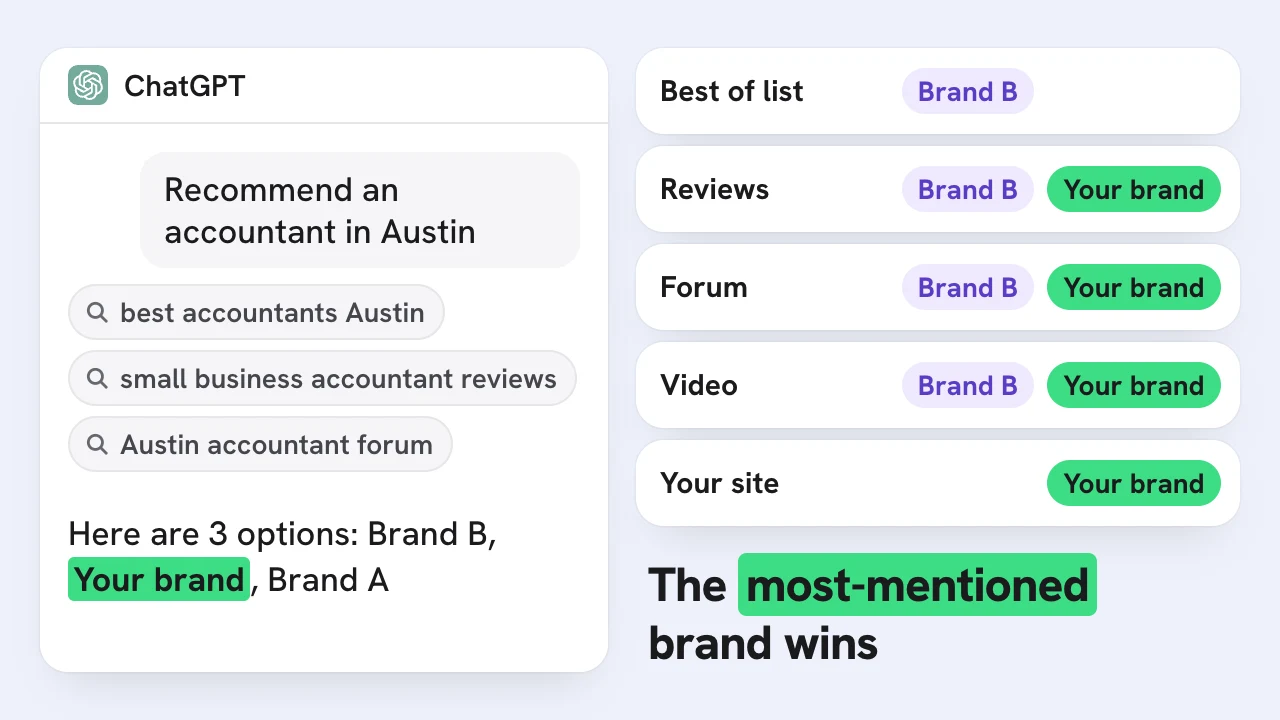 ChatGPT
Recommend an
accountant in Austin
best accountants Austin
small business accountant reviews
Austin accountant forum
Here are 3 options: Brand B,
Your brand, Brand A
Best of list Brand B
Reviews Brand B Your brand
Forum Brand B Your brand
Video Brand B Your brand
Your site Your brand
The most-mentioned
brand wins